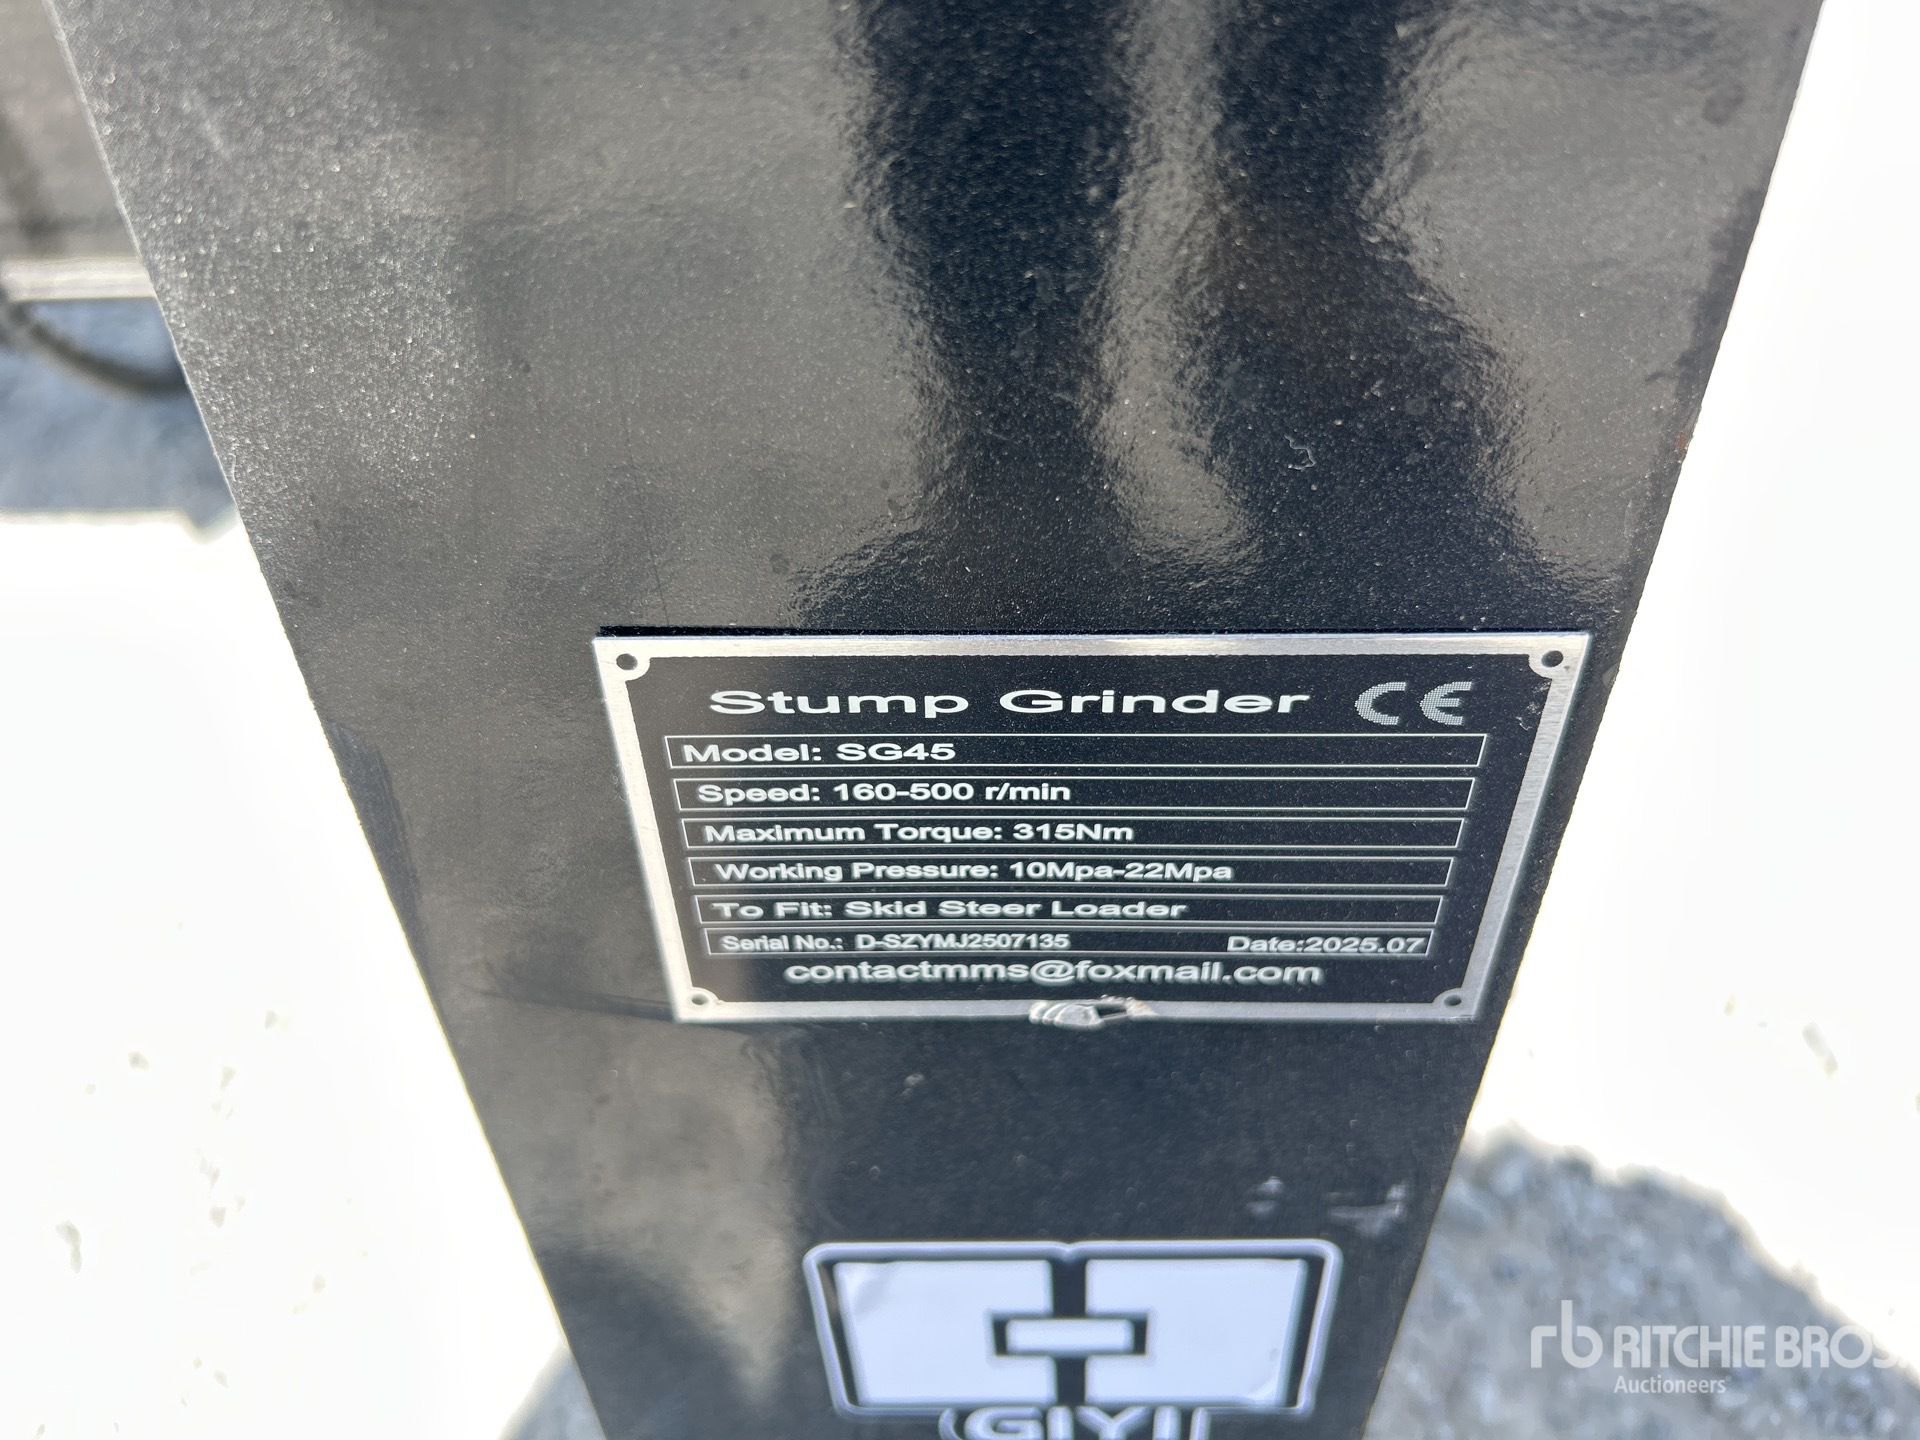 Stump Grinder CE
Model: SG45
Speed: 160-500 r/min
Maximum Torque: 315Nm
Working Pressure: 10Mpa-22Mpa
To Fit: Skid Steer Loader
Serial No.: D-SZYMJ2507135 Date:2025.07
contactmms@foxmail.com
GIYI
rb RITCHIE BROS.
Auctioneers